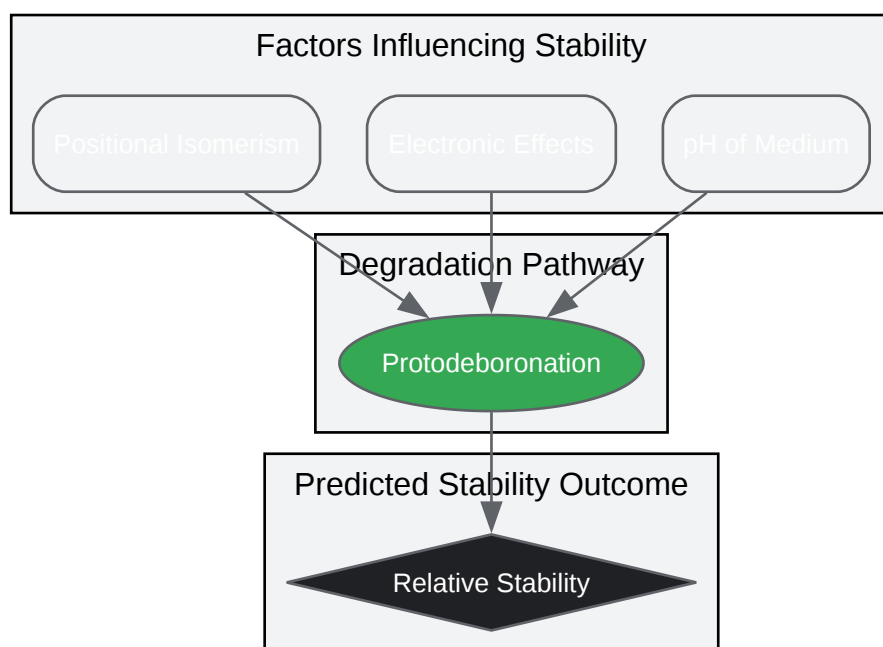 Factors Influencing Stability
Positional Isomerism
Electronic Effects
pH of Medium
Degradation Pathway
Protodeboronation
Predicted Stability Outcome
Relative Stability